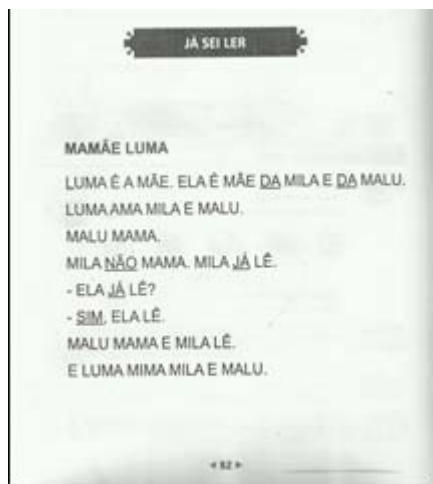 JÁ SEI LER
MAMÃE LUMA
LUMA É A MÃE. ELA É MÃE DA MILA E DA MALU.
LUMA AMA MILA E MALU.
MALU MAMA.
MILA NÃO MAMA. MILA JÁ LÊ.
- ELA JÁ LÊ?
- SIM, ELA LÊ.
MALU MAMA E MILA LÊ.
E LUMA MIMA MILA E MALU.
62